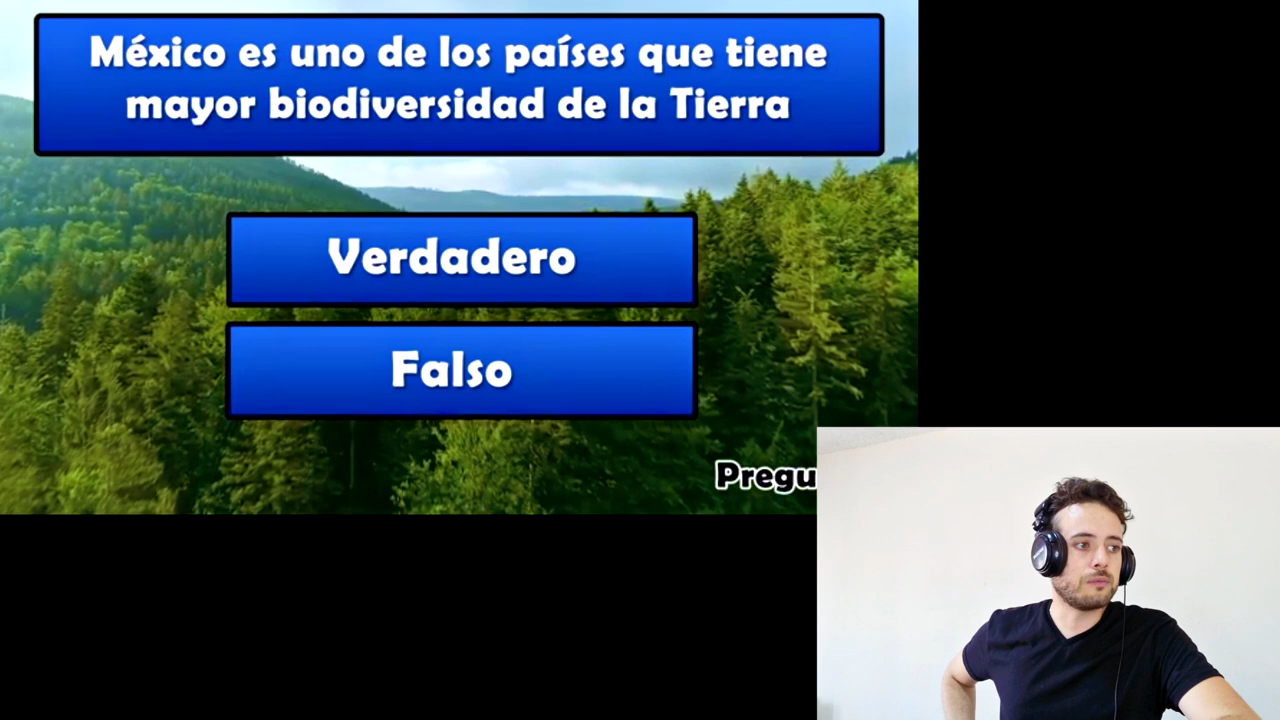 México es uno de los países que tiene
mayor biodiversidad de la Tierra
Verdadero
Falso
Pregu